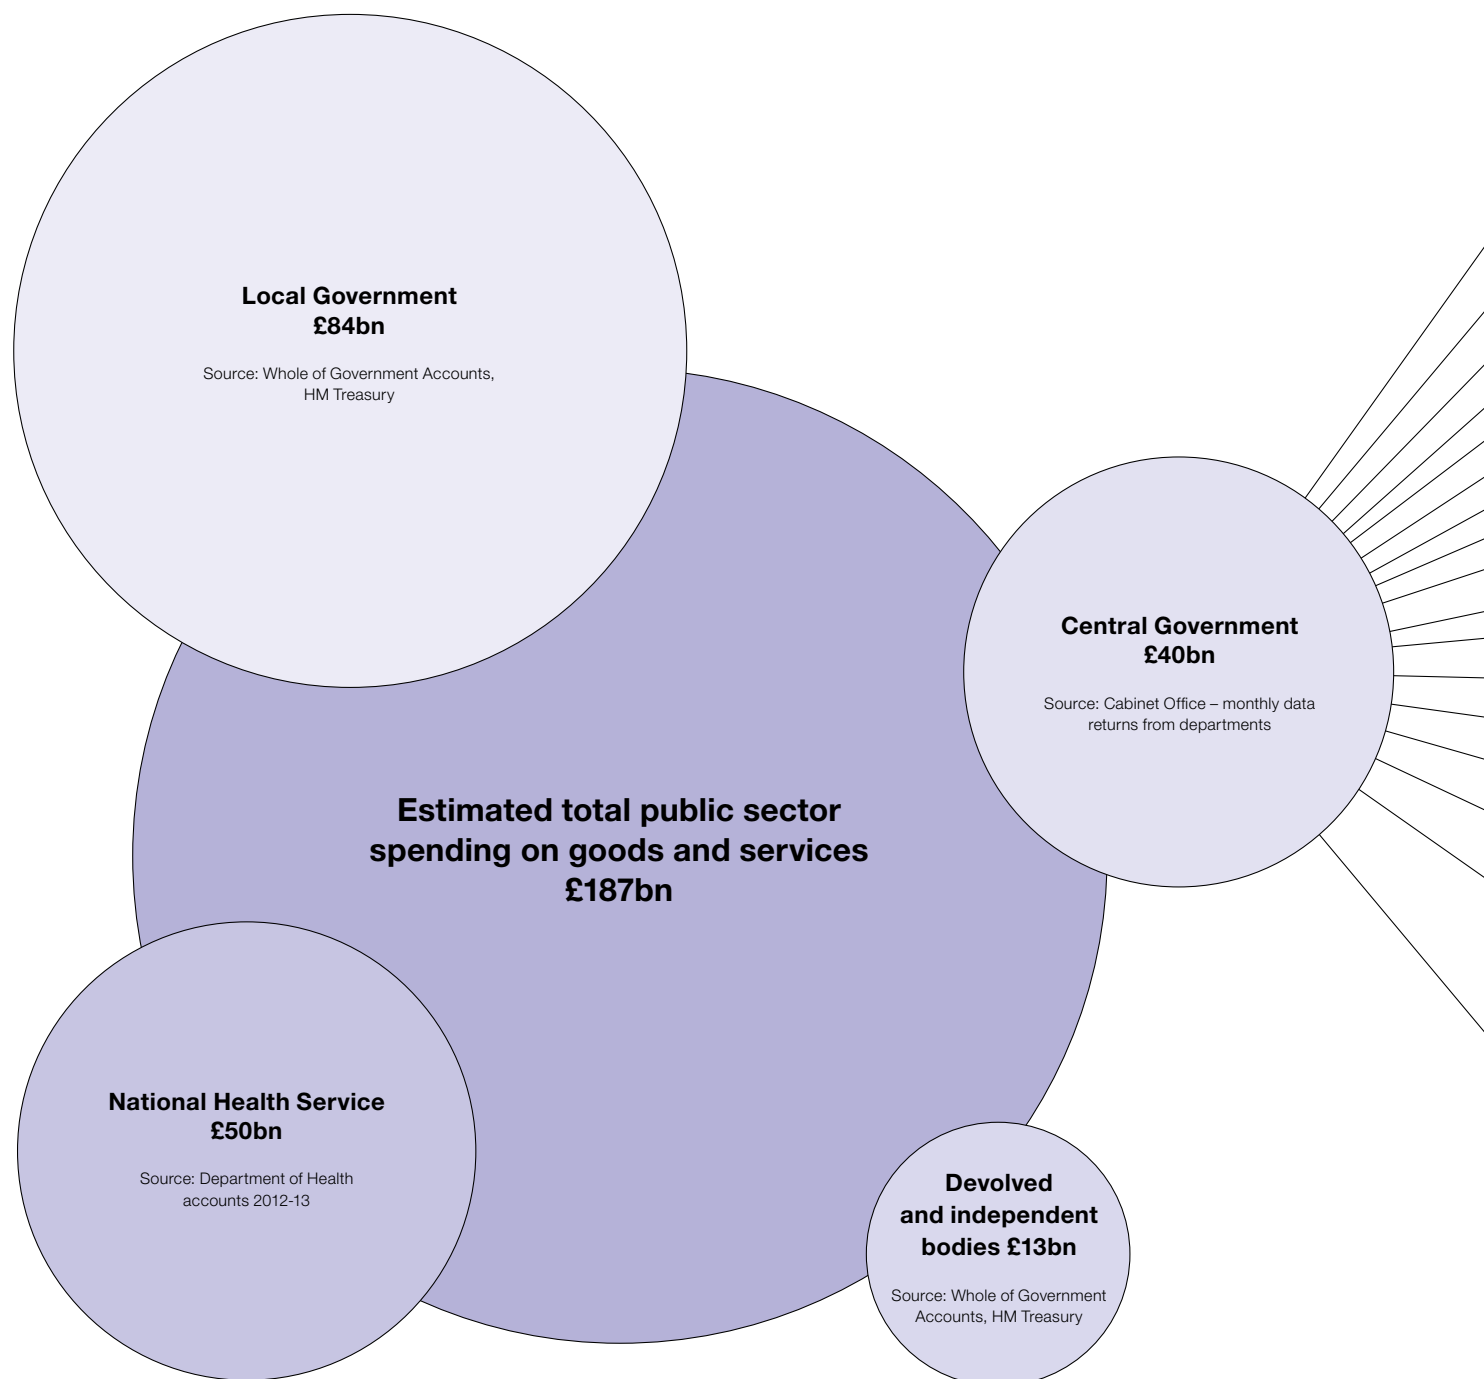 Local Government
£84bn
Source: Whole of Government Accounts,
HM Treasury
Central Government
£40bn
Source: Cabinet Office – monthly data
returns from departments
Estimated total public sector
spending on goods and services
£187bn
National Health Service
£50bn
Source: Department of Health
accounts 2012-13
Devolved
and independent
bodies £13bn
Source: Whole of Government
Accounts, HM Treasury